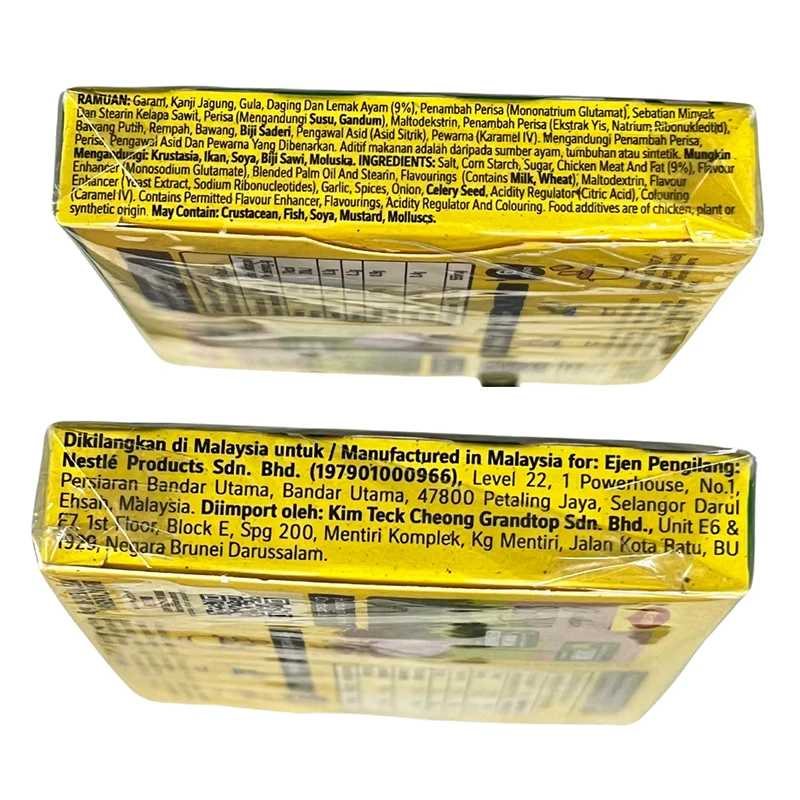 RAMUAN: Garam, Kanji Jagung, Gula, Daging Dan Lemak Ayam (9%), Penambah Perisa (Mononatrium Glutamat), Sebatian Minyak
Dan Stearin Kelapa Sawit, Perisa (Mengandungi Susu, Gandum), Maltodekstrin, Penambah Perisa (Ekstrak Yis, Natrium Ribonukleotid),
Bawang Putih, Rempah, Bawang, Biji Saderi, Pengawal Asid (Asid Sitrik), Pewarna (Karamel IV). Mengandungi Penambah Perisa,
Perisa, Pengawal Asid Dan Pewarna Yang Dibenarkan. Aditif makanan adalah daripada sumber ayam, tumbuhan atau sintetik. Mungkin
Mengandungi: Krustasia, Ikan, Soya, Biji Sawi, Moluska. INGREDIENTS: Salt, Corn Starch, Sugar, Chicken Meat And Fat (9%), Flavour
Enhancer (Monosodium Glutamate), Blended Palm Oil And Stearin, Flavourings (Contains Milk, Wheat), Maltodextrin, Flavour
Enhancer (Yeast Extract, Sodium Ribonucleotides), Garlic, Spices, Onion, Celery Seed, Acidity Regulator (Citric Acid), Colouring
(Caramel IV). Contains Permitted Flavour Enhancer, Flavourings, Acidity Regulator And Colouring. Food additives are of chicken, plant or
synthetic origin. May Contain: Crustacean, Fish, Soya, Mustard, Molluscs.
Dikilangkan di Malaysia untuk / Manufactured in Malaysia for: Ejen Pengilang:
Nestlé Products Sdn. Bhd. (197901000966), Level 22, 1 Powerhouse, No.1,
Persiaran Bandar Utama, Bandar Utama, 47800 Petaling Jaya, Selangor Darul
Ehsan, Malaysia. Diimport oleh: Kim Teck Cheong Grandtop Sdn. Bhd., Unit E6 &
E7 1st Floor, Block E, Spg 200, Mentiri Komplek, Kg Mentiri, Jalan Kota Batu, BU
1929, Negara Brunei Darussalam.